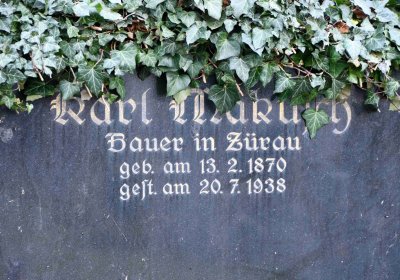 Karl
Bauer in Zürau
geb. am 13. 2. 1870
gest. am 20. 7. 1938